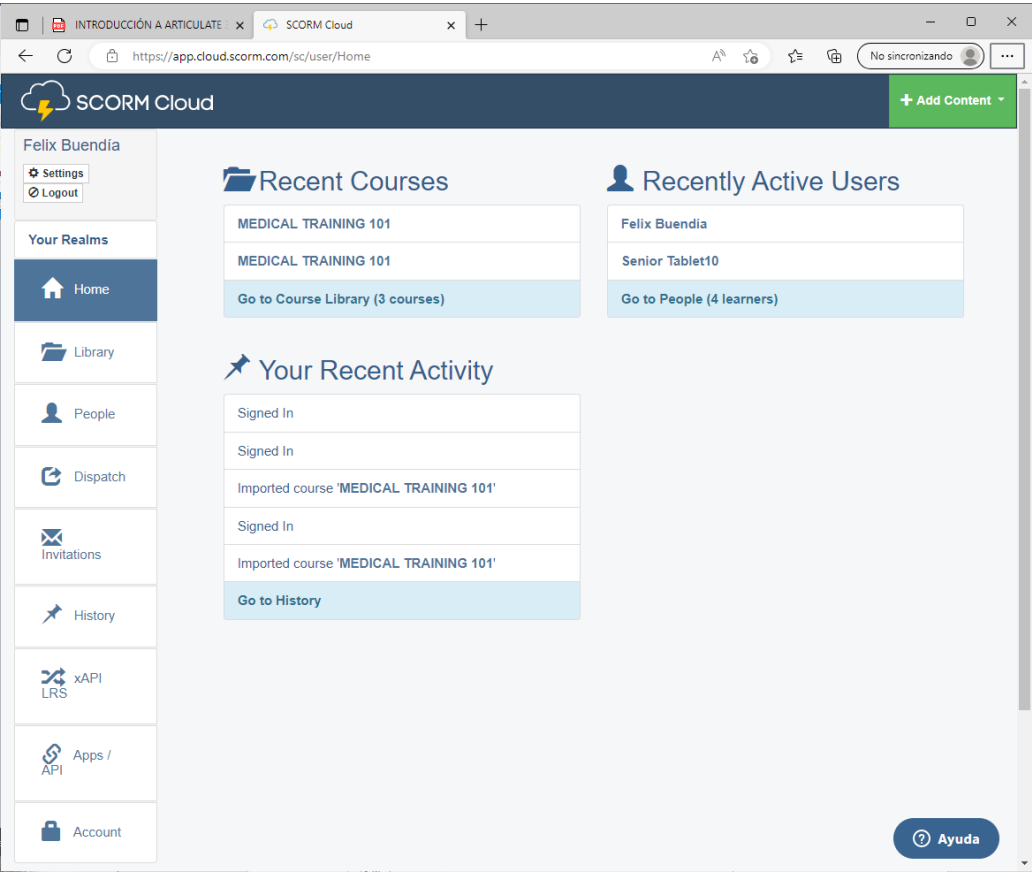 INTRODUCCIÓN A ARTICULATE
SCORM Cloud
https://app.cloud.scorm.com/sc/user/Home
No sincronizando
SCORM Cloud
Add Content
Felix Buendía
Settings
Logout
Your Realms
Home
Library
People
Dispatch
Invitations
History
xAPI
LRS
Apps /
API
Account
Recent Courses
MEDICAL TRAINING 101
MEDICAL TRAINING 101
Go to Course Library (3 courses)
Recently Active Users
Felix Buendia
Senior Tablet10
Go to People (4 learners)
Your Recent Activity
Signed In
Signed In
Imported course 'MEDICAL TRAINING 101'
Signed In
Imported course 'MEDICAL TRAINING 101'
Go to History
Ayuda